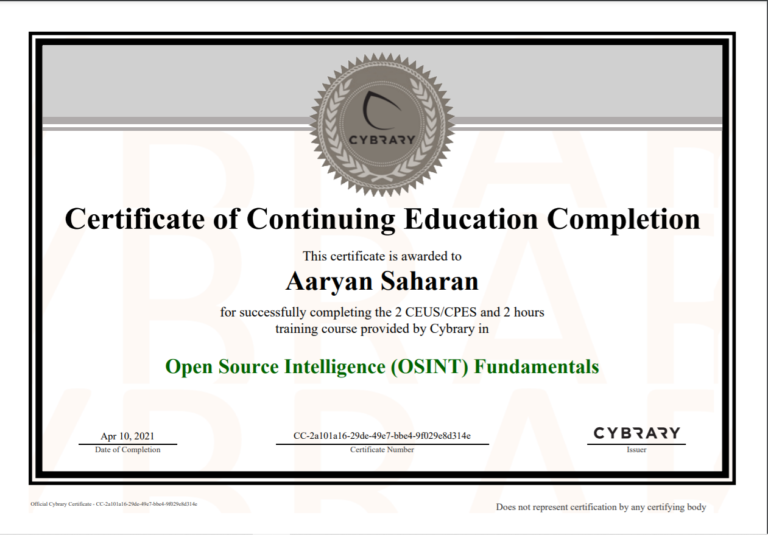 CYBRARY
Certificate of Continuing Education Completion
This certificate is awarded to
Aaryan Saharan
for successfully completing the 2 CEUS/CPES and 2 hours
training course provided by Cybrary in
Open Source Intelligence (OSINT) Fundamentals
Apr 10, 2021
Date of Completion
CC-2a101a16-29de-49e7-bbe4-9f029e8d314e
Certificate Number
CYBRARY
Issuer
Official Cybrary Certificate - CC-2a101a16-29de-49e7-bbe4-9f029e8d314e
Does not represent certification by any certifying body